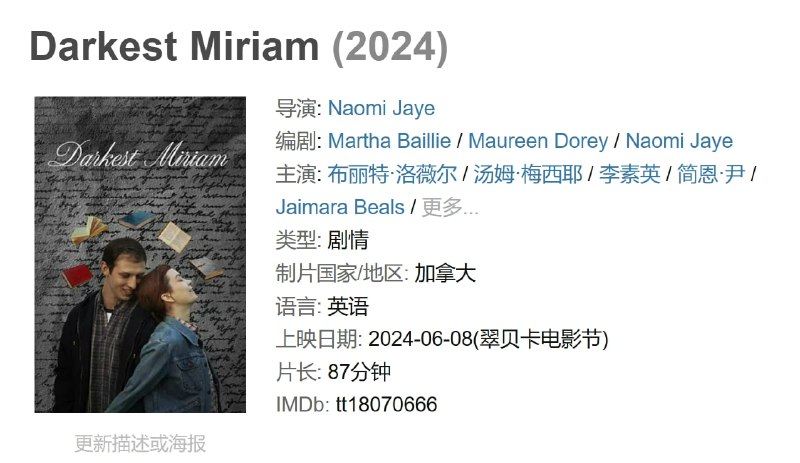 Darkest Miriam (2024)
Darkest Miriam
导演: Naomi Jaye
编剧: Martha Baillie / Maureen Dorey / Naomi Jaye
主演: 布丽特·洛薇尔 / 汤姆·梅西耶 / 李素英 / 简恩·尹 /
Jaimara Beals / 更多...
类型: 剧情
制片国家/地区: 加拿大
语言: 英语
上映日期: 2024-06-08(翠贝卡电影节)
片长: 87分钟
IMDb: tt18070666
更新描述或海报